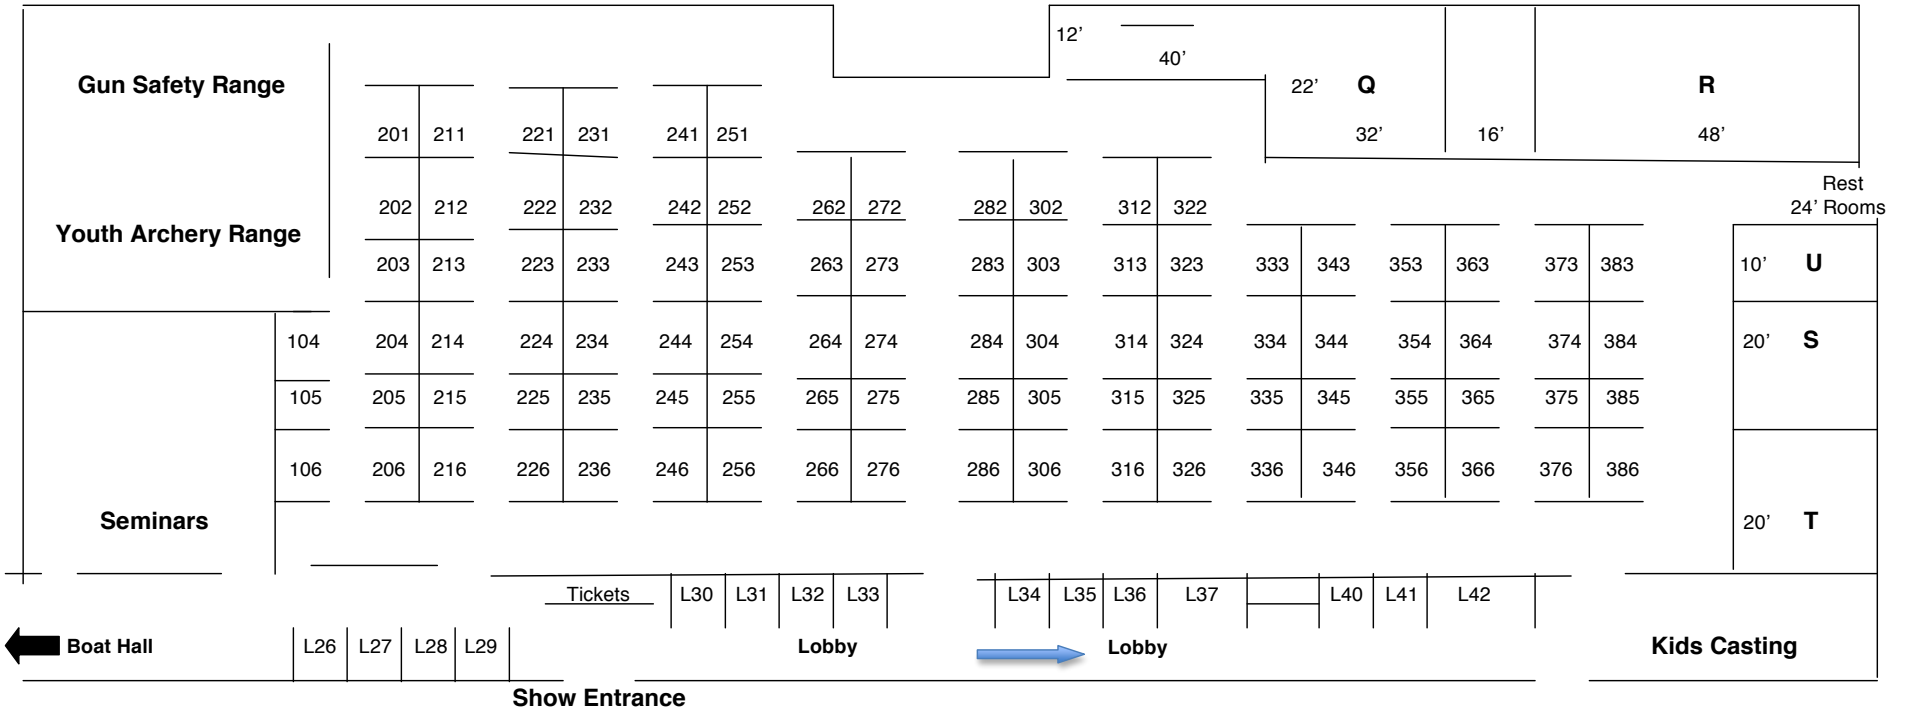 12’
40’
Gun Safety Range
22’ Q R
201 211 221 231 241 251 32’ 16’ 48’
Rest
202 212 222 232 242 252 262 272 282 302 312 322 24’ Rooms
Youth Archery Range
203 213 223 233 243 253 263 273 283 303 313 323 333 343 353 363 373 383 10’ U
104 204 214 224 234 244 254 264 274 284 304 314 324 334 344 354 364 374 384 20’ S
105 205 215 225 235 245 255 265 275 285 305 315 325 335 345 355 365 375 385
106 206 216 226 236 246 256 266 276 286 306 316 326 336 346 356 366 376 386
Seminars 20’ T
Tickets L30 L31 L32 L33 L34 L35 L36 L37 L40 L41 L42
Boat Hall L26 L27 L28 L29 Lobby Lobby Kids Casting
Show Entrance